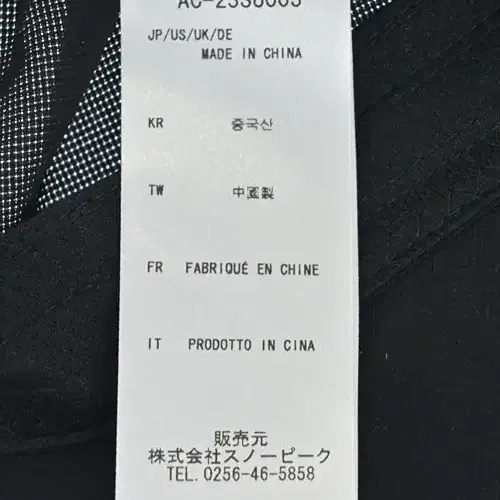 JP/US/UK/DE
MADE IN CHINA
KR 중국산
TW 中國製
FR FABRIQUÉ EN CHINE
IT PRODOTTO IN CINA
販売元
株式会社スノーピーク
TEL. 0256-46-5858